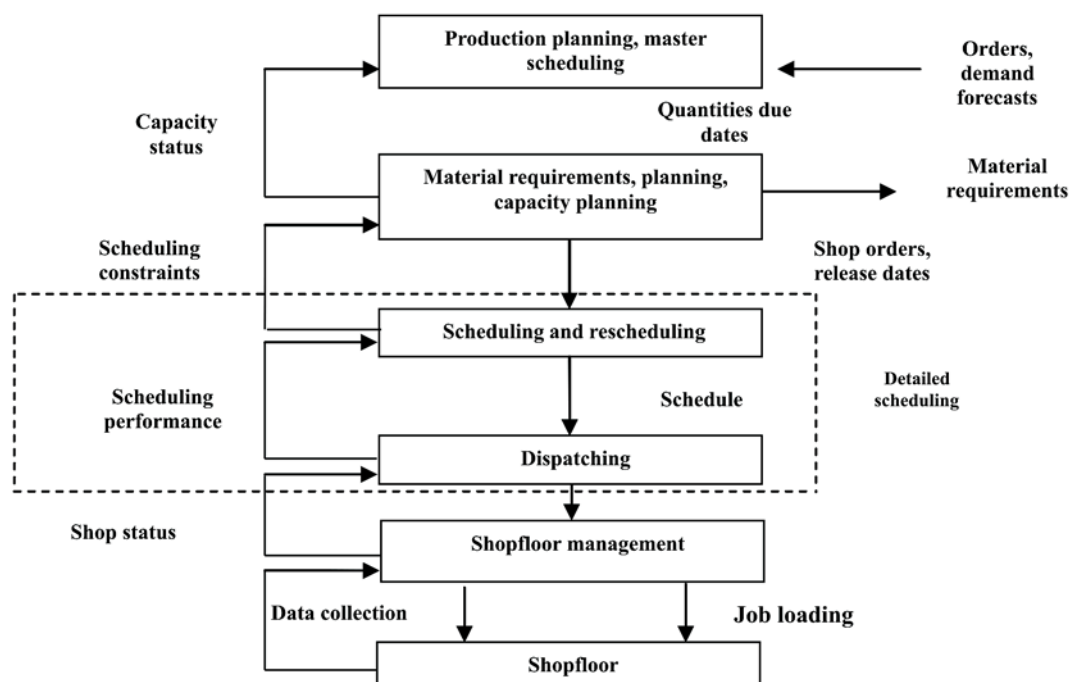 Production planning, master
scheduling
Orders,
demand
forecasts
Capacity
status
Quantities due
dates
Material requirements, planning,
capacity planning
Material
requirements
Scheduling
constraints
Shop orders,
release dates
Scheduling and rescheduling
Scheduling
performance
Schedule
Detailed
scheduling
Dispatching
Shop status
Shopfloor management
Data collection
Job loading
Shopfloor